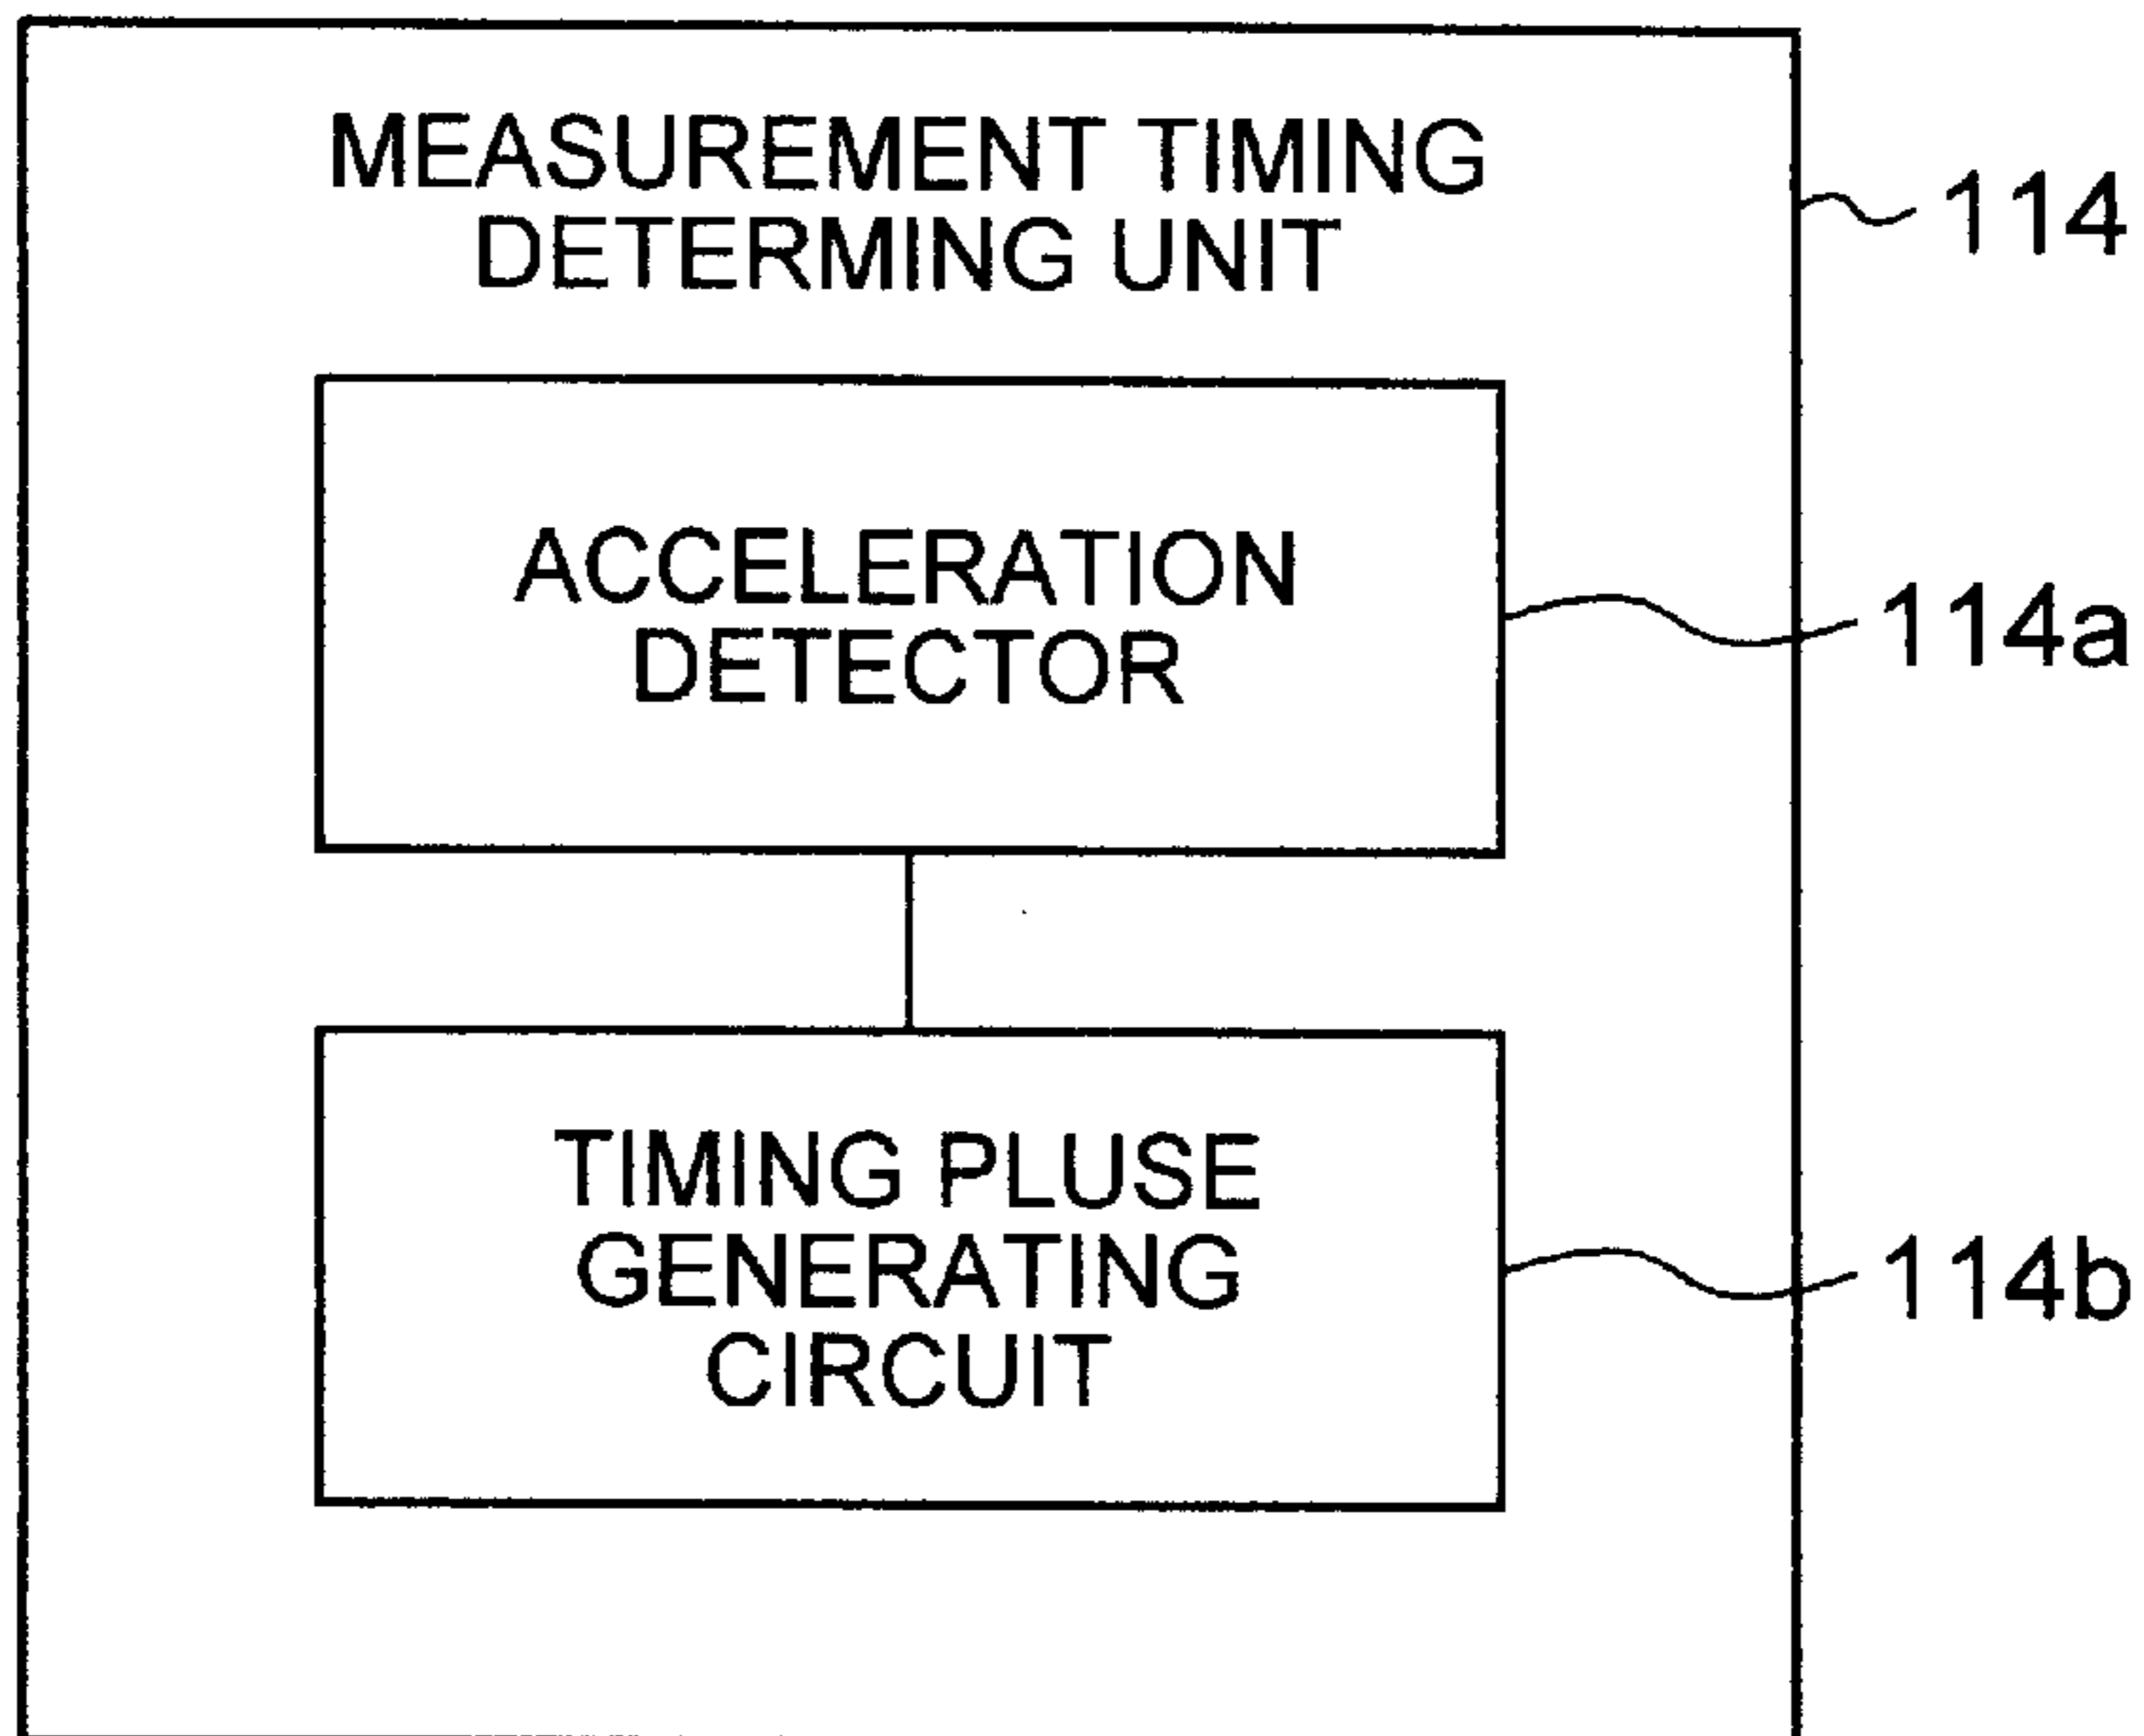 MEASUREMENT TIMING
DETERMING UNIT
114
ACCELERATION
DETECTOR
114a
TIMING PLUSE
GENERATING
CIRCUIT
114b